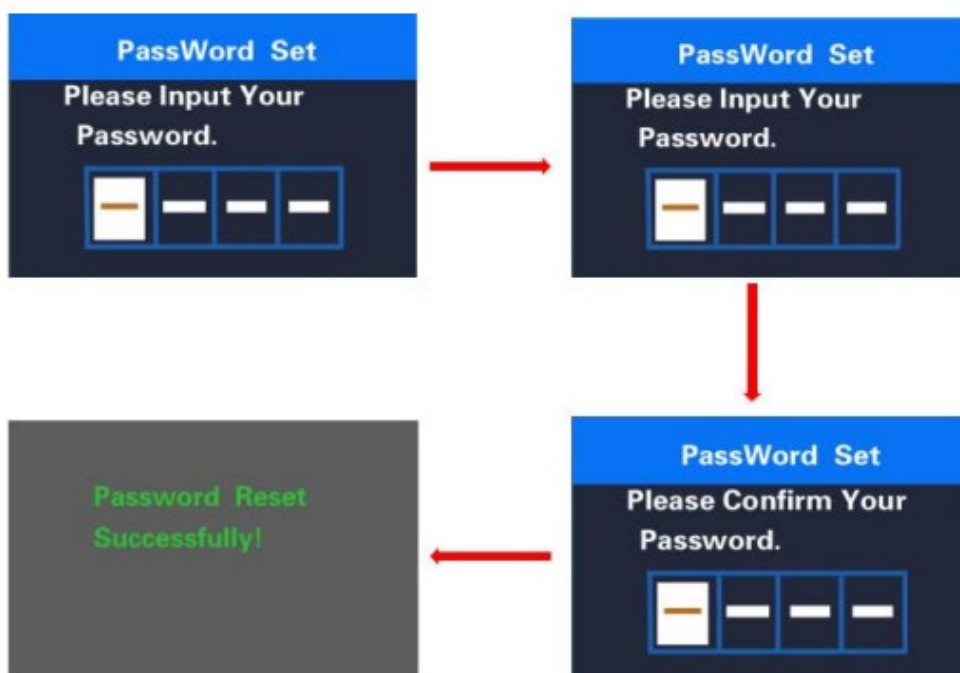 PassWord Set
Please Input Your
Password.
PassWord Set
Please Input Your
Password.
PassWord Set
Please Confirm Your
Password.
Password Reset
Successfully!